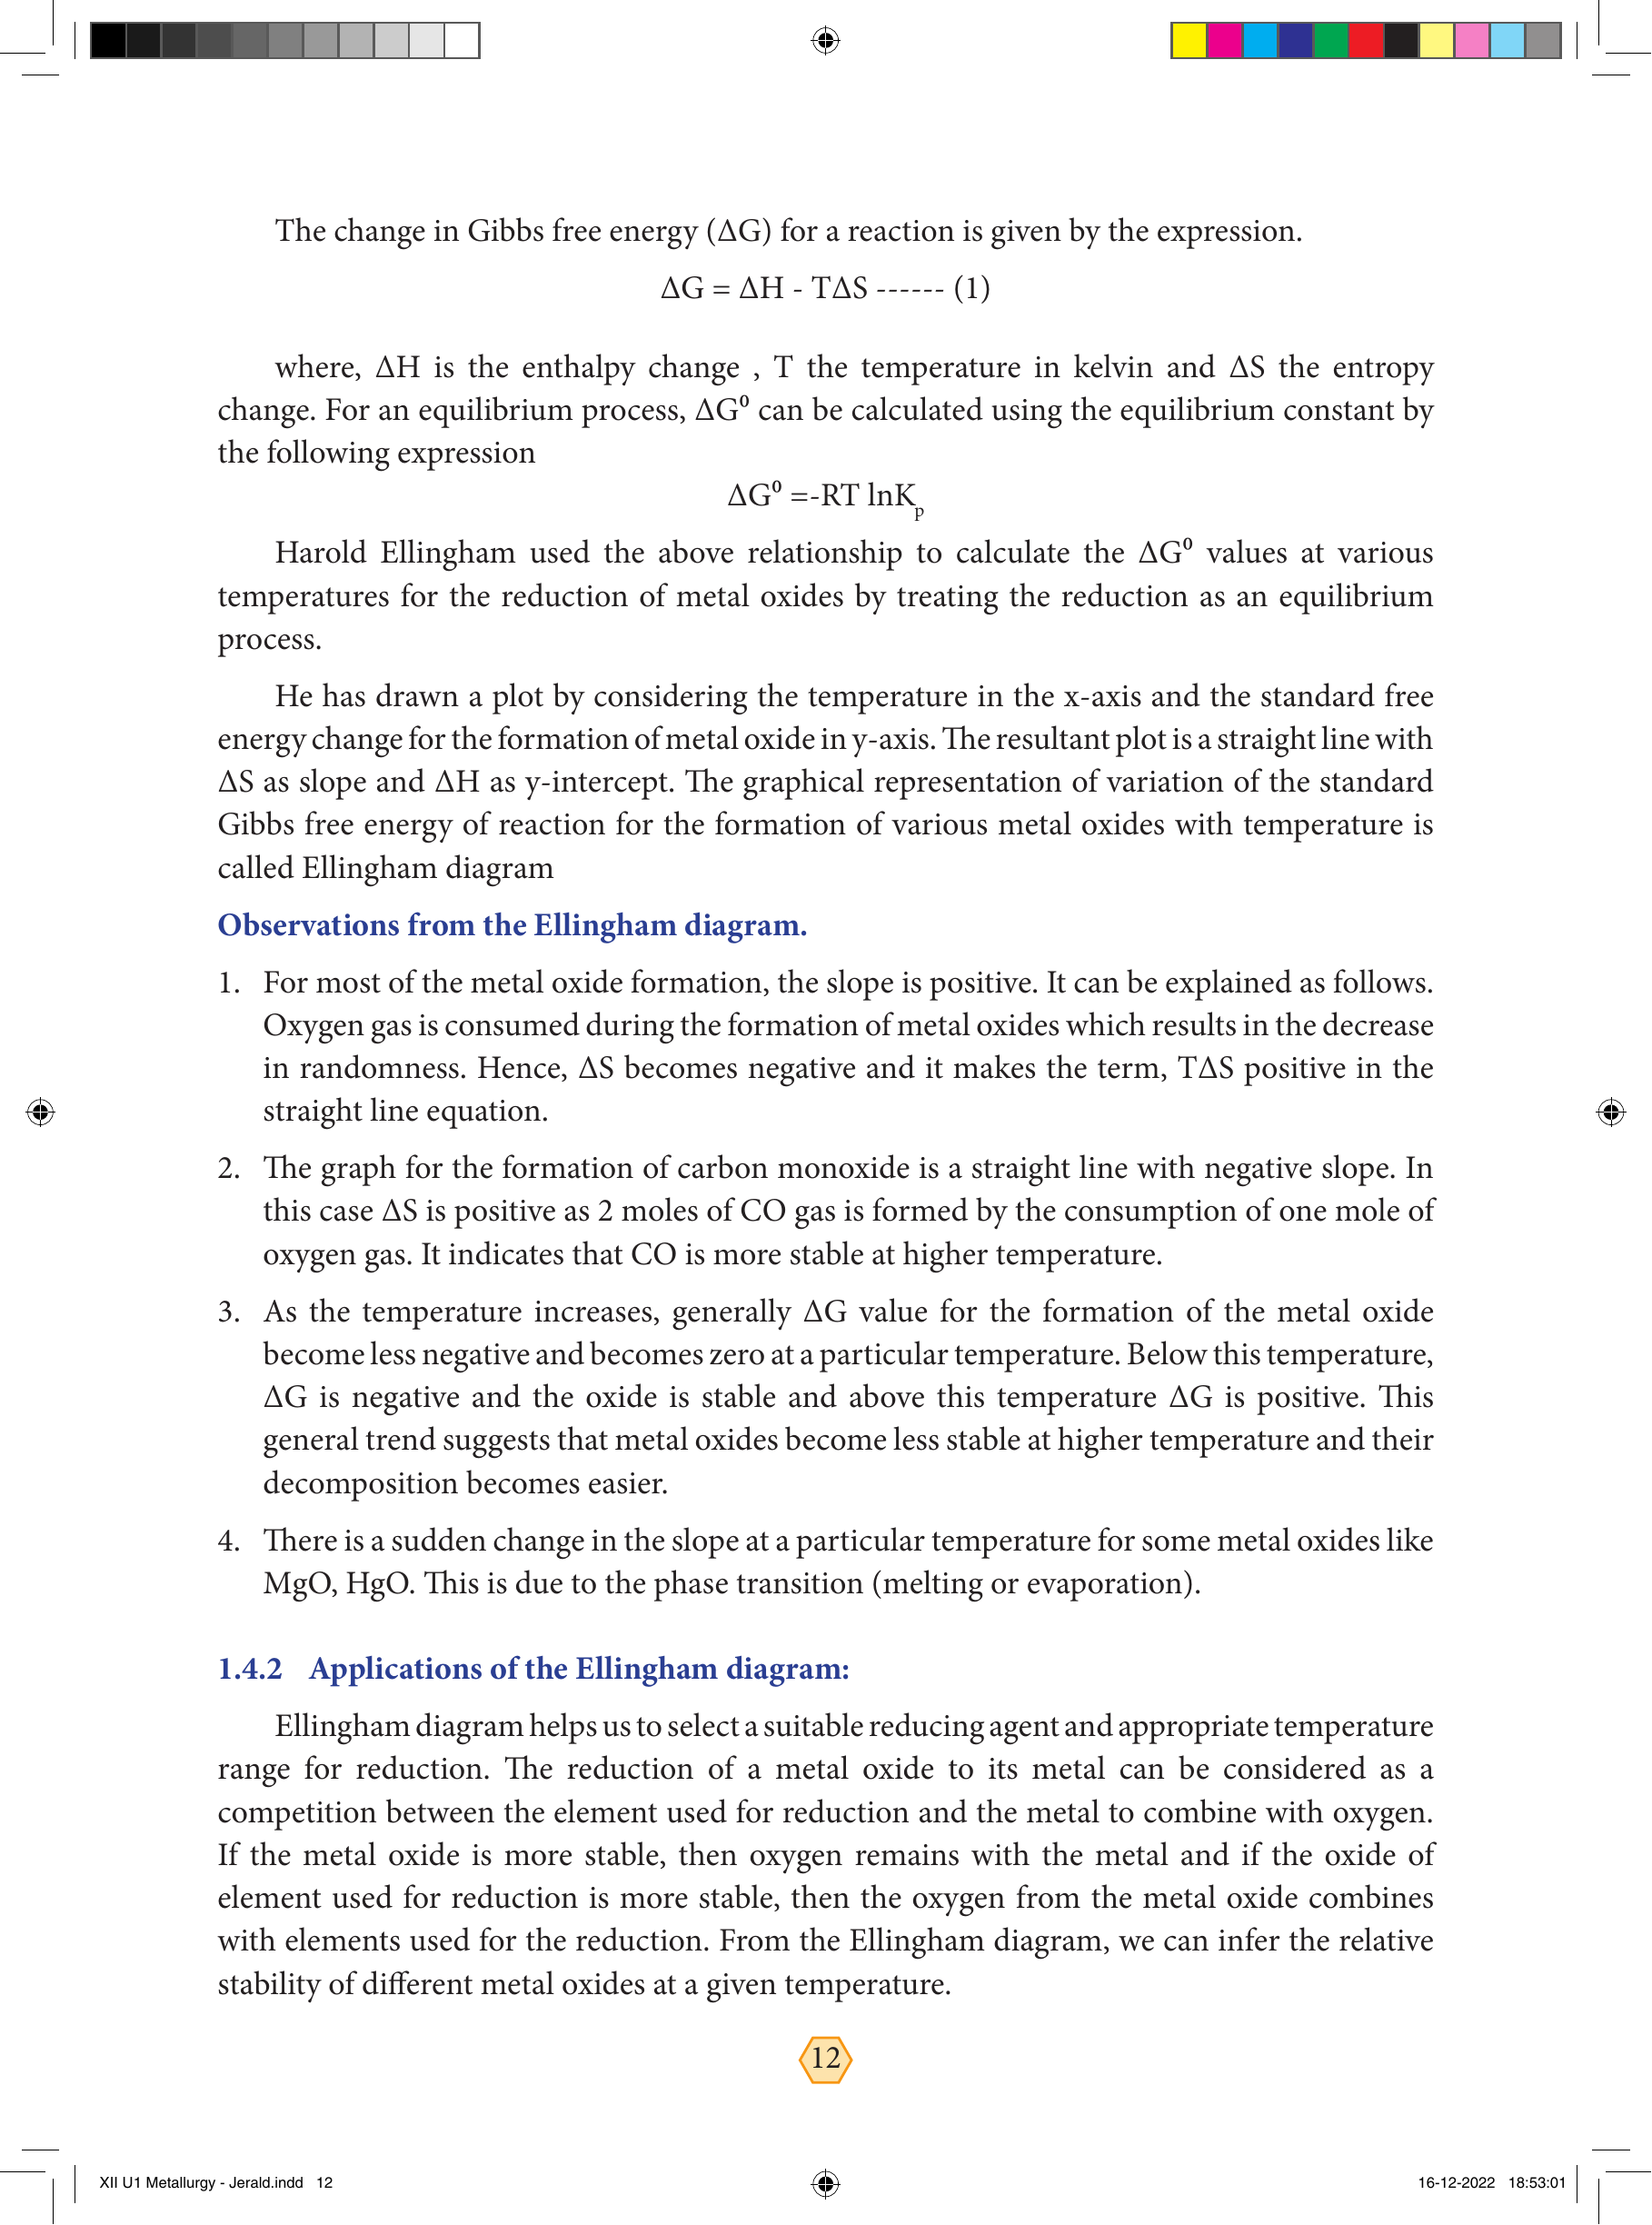 The change in Gibbs free energy (ΔG) for a reaction is given by the expression.
ΔG = ΔH - TΔS ------ (1)
where, ΔH is the enthalpy change , T the temperature in kelvin and ΔS the entropy
change. For an equilibrium process, ΔG⁰ can be calculated using the equilibrium constant by
the following expression
ΔG⁰ =-RT lnKp
Harold Ellingham used the above relationship to calculate the ΔG⁰ values at various
temperatures for the reduction of metal oxides by treating the reduction as an equilibrium
process.
He has drawn a plot by considering the temperature in the x-axis and the standard free
energy change for the formation of metal oxide in y-axis. The resultant plot is a straight line with
ΔS as slope and ΔH as y-intercept. The graphical representation of variation of the standard
Gibbs free energy of reaction for the formation of various metal oxides with temperature is
called Ellingham diagram
Observations from the Ellingham diagram.
1. For most of the metal oxide formation, the slope is positive. It can be explained as follows.
Oxygen gas is consumed during the formation of metal oxides which results in the decrease
in randomness. Hence, ΔS becomes negative and it makes the term, TΔS positive in the
straight line equation.
2. The graph for the formation of carbon monoxide is a straight line with negative slope. In
this case ΔS is positive as 2 moles of CO gas is formed by the consumption of one mole of
oxygen gas. It indicates that CO is more stable at higher temperature.
3. As the temperature increases, generally ΔG value for the formation of the metal oxide
become less negative and becomes zero at a particular temperature. Below this temperature,
ΔG is negative and the oxide is stable and above this temperature ΔG is positive. This
general trend suggests that metal oxides become less stable at higher temperature and their
decomposition becomes easier.
4. There is a sudden change in the slope at a particular temperature for some metal oxides like
MgO, HgO. This is due to the phase transition (melting or evaporation).
1.4.2 Applications of the Ellingham diagram:
Ellingham diagram helps us to select a suitable reducing agent and appropriate temperature
range for reduction. The reduction of a metal oxide to its metal can be considered as a
competition between the element used for reduction and the metal to combine with oxygen.
If the metal oxide is more stable, then oxygen remains with the metal and if the oxide of
element used for reduction is more stable, then the oxygen from the metal oxide combines
with elements used for the reduction. From the Ellingham diagram, we can infer the relative
stability of different metal oxides at a given temperature.
12
XII U1 Metallurgy - Jerald.indd 12
16-12-2022 18:53:01